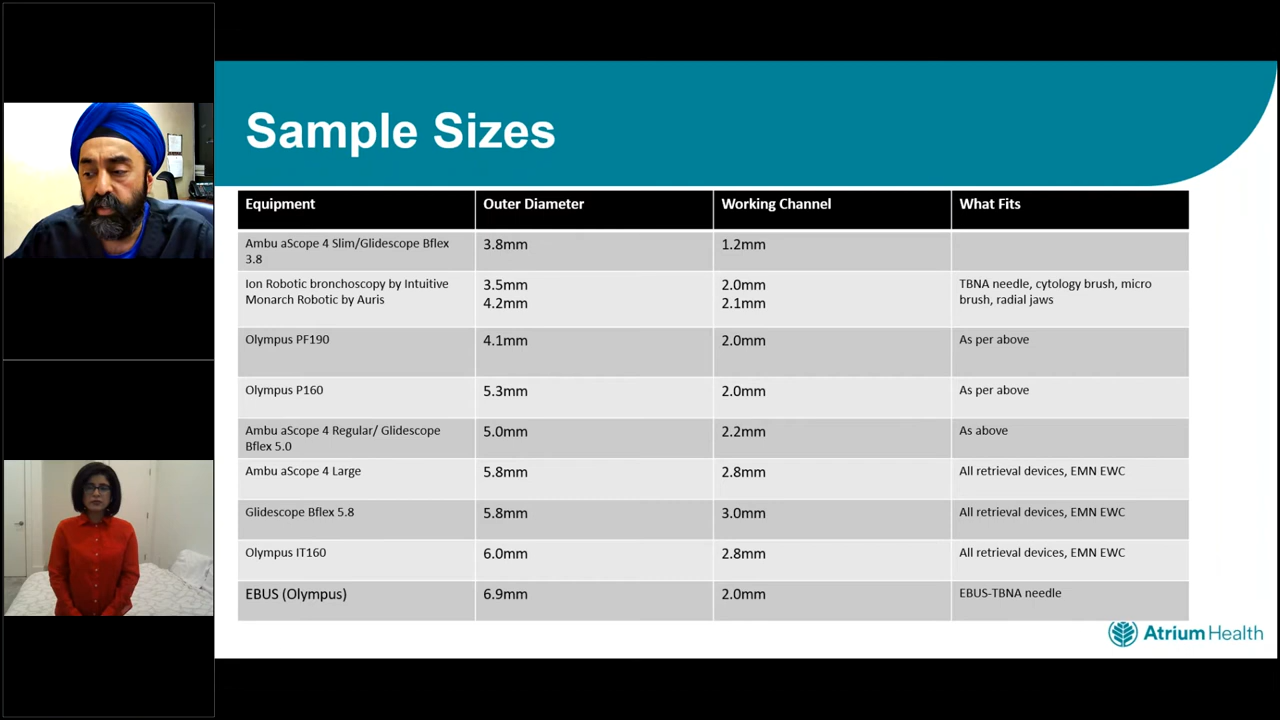 Sample Sizes
Equipment Outer Diameter Working Channel What Fits
Ambu aScope 4 Slim/Glidescope Bflex 3.8mm 1.2mm
3.8
Ion Robotic bronchoscopy by Intuitive 3.5mm 2.0mm TBNA needle, cytology brush, micro
Monarch Robotic by Auris 4.2mm 2.1mm brush, radial jaws
Olympus PF190 4.1mm 2.0mm As per above
Olympus P160 5.3mm 2.0mm As per above
Ambu aScope 4 Regular/ Glidescope 5.0mm 2.2mm As above
Bflex 5.0
Ambu aScope 4 Large 5.8mm 2.8mm All retrieval devices, EMN EWC
Glidescope Bflex 5.8 5.8mm 3.0mm All retrieval devices, EMN EWC
Olympus IT160 6.0mm 2.8mm All retrieval devices, EMN EWC
EBUS (Olympus) 6.9mm 2.0mm EBUS-TBNA needle
Atrium Health